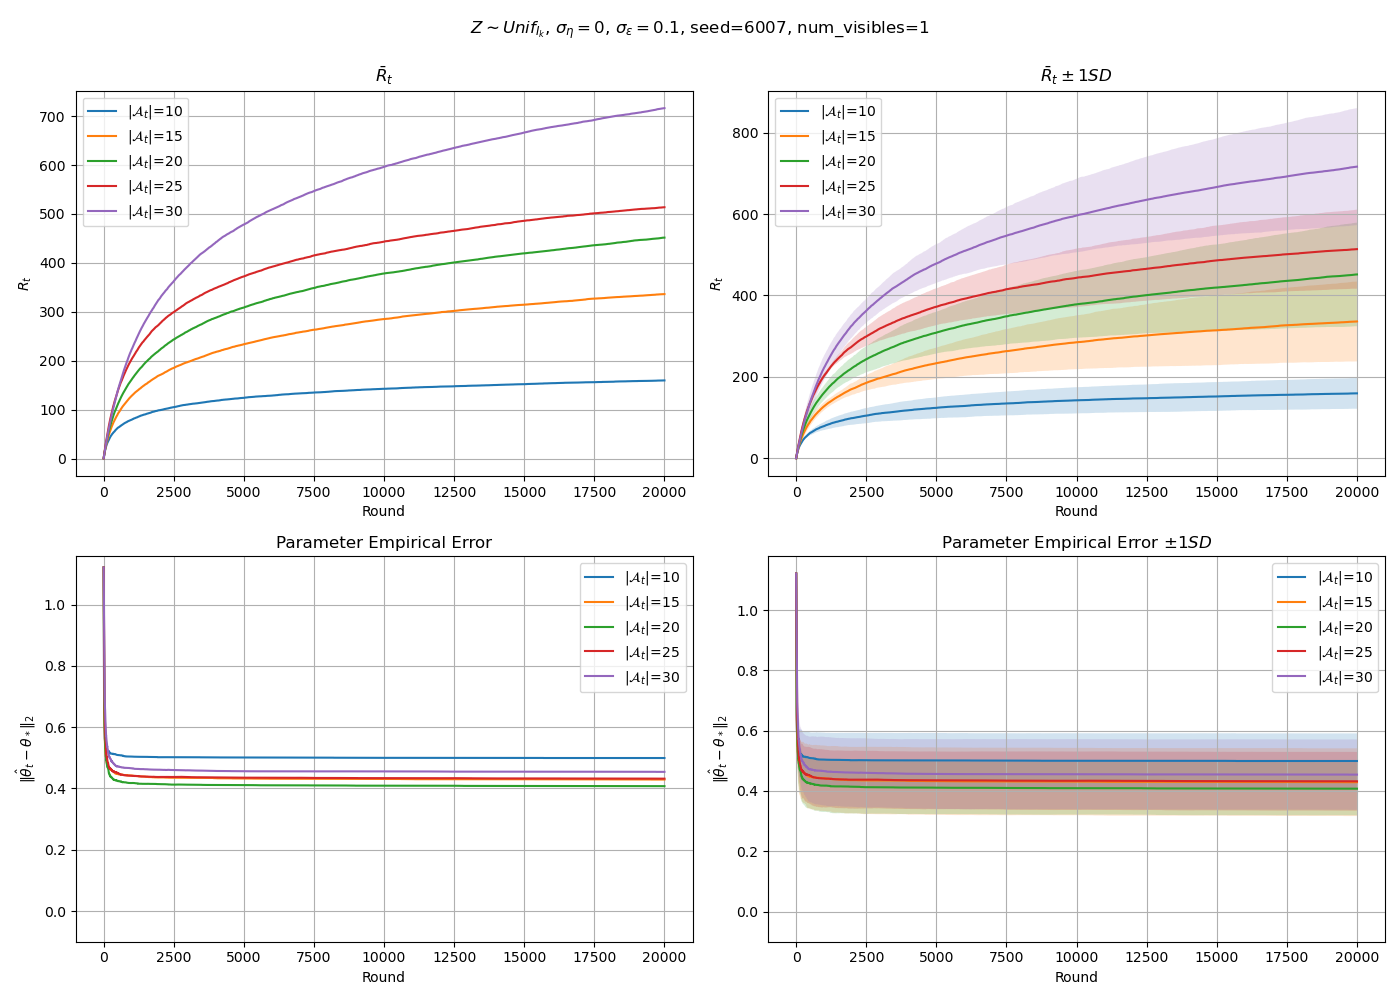 Z ∼ Unif_{I_k}, σ_η = 0, σ_ε = 0.1, seed=6007, num_visibles=1
R̄_t
R_t
700
600
500
400
300
200
100
0
|𝒜_t|=10
|𝒜_t|=15
|𝒜_t|=20
|𝒜_t|=25
|𝒜_t|=30
0 2500 5000 7500 10000 12500 15000 17500 20000
Round
R̄_t ± 1SD
R_t
800
600
400
200
0
|𝒜_t|=10
|𝒜_t|=15
|𝒜_t|=20
|𝒜_t|=25
|𝒜_t|=30
0 2500 5000 7500 10000 12500 15000 17500 20000
Round
Parameter Empirical Error
‖θ̂_t − θ_*‖_2
1.0
0.8
0.6
0.4
0.2
0.0
|𝒜_t|=10
|𝒜_t|=15
|𝒜_t|=20
|𝒜_t|=25
|𝒜_t|=30
0 2500 5000 7500 10000 12500 15000 17500 20000
Round
Parameter Empirical Error ±1SD
‖θ̂_t − θ_*‖_2
1.0
0.8
0.6
0.4
0.2
0.0
|𝒜_t|=10
|𝒜_t|=15
|𝒜_t|=20
|𝒜_t|=25
|𝒜_t|=30
0 2500 5000 7500 10000 12500 15000 17500 20000
Round